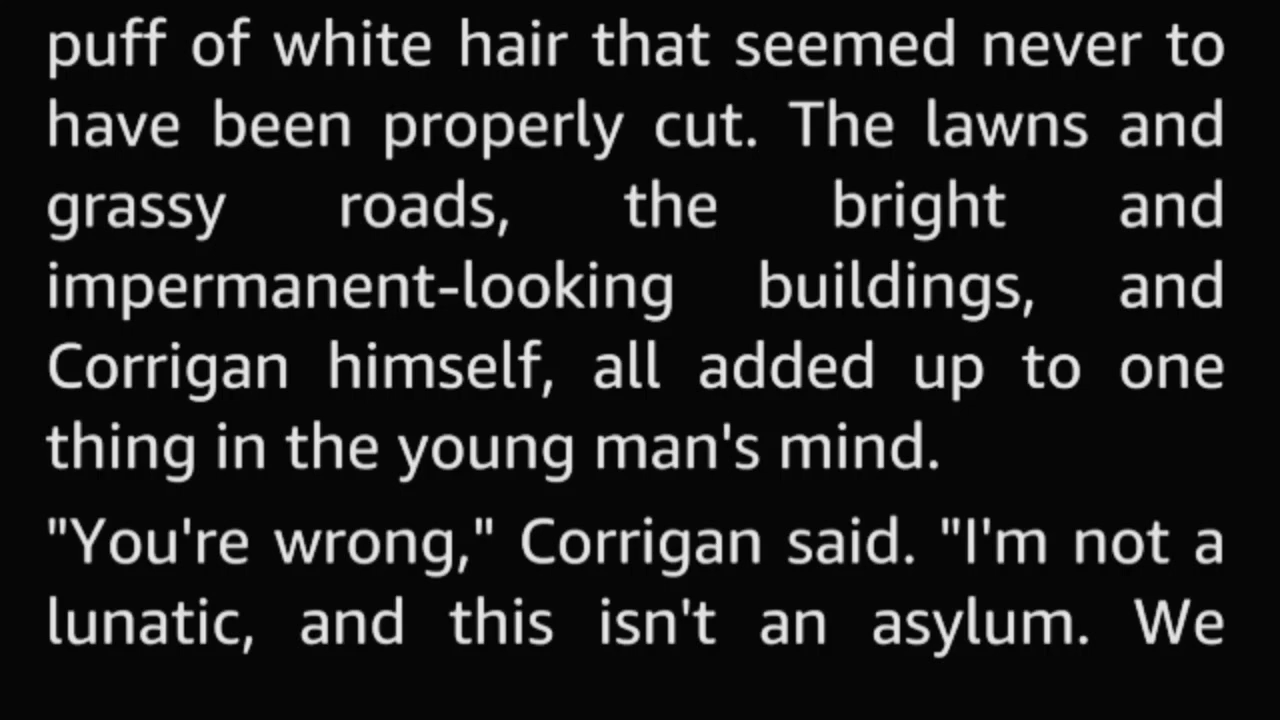 puff of white hair that seemed never to
have been properly cut. The lawns and
grassy roads, the bright and
impermanent-looking buildings, and
Corrigan himself, all added up to one
thing in the young man's mind.
"You're wrong," Corrigan said. "I'm not a
lunatic, and this isn't an asylum. We